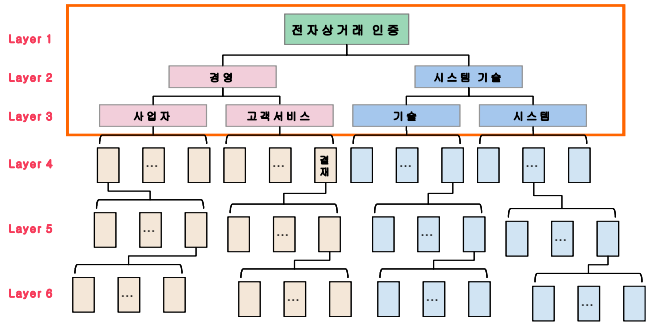 Layer 1
전자상거래 인증
Layer 2
경영
시스템 기술
Layer 3
사업자
고객서비스
기술
시스템
Layer 4
...
...
결
재
...
...
Layer 5
...
...
...
...
Layer 6
...
...
...
...